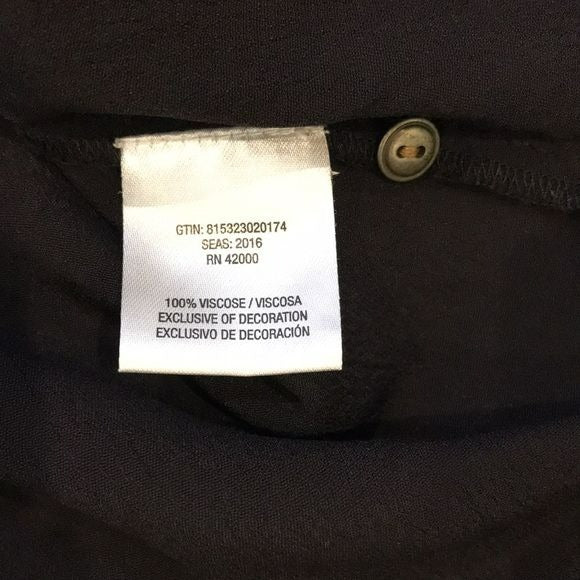 GTIN: 815323020174
SEAS: 2016
RN 42000
100% VISCOSE / VISCOSA
EXCLUSIVE OF DECORATION
EXCLUSIVO DE DECORACIÓN